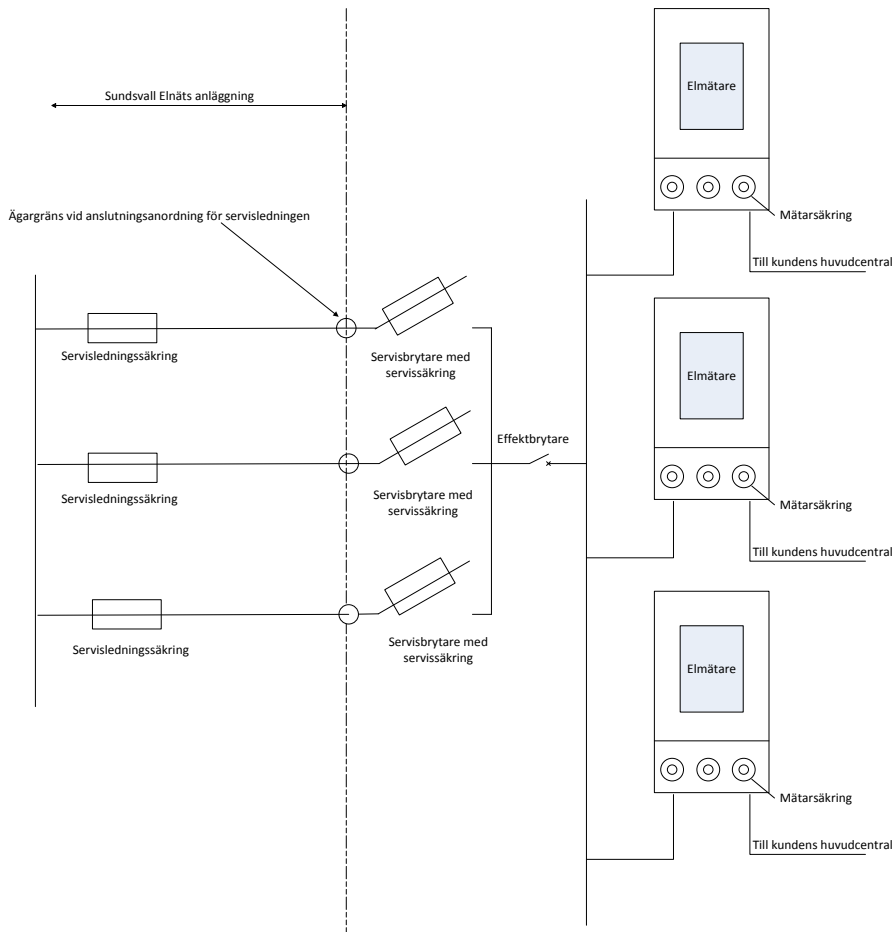 Sundsvall Elnäts anläggning
Ägargräns vid anslutningsanordning för servisledningen
Servisledningssäkring
Servisbrytare med
servissäkring
Servisledningssäkring
Servisbrytare med
servissäkring
Servisledningssäkring
Servisbrytare med
servissäkring
Effektbrytare
Elmätare
Mätarsäkring
Till kundens huvudcentral
Elmätare
Mätarsäkring
Till kundens huvudcentral
Elmätare
Mätarsäkring
Till kundens huvudcentral